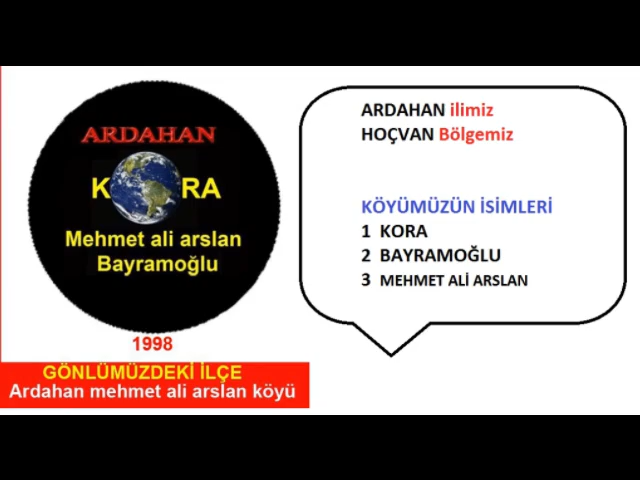 ARDAHAN
K RA
Mehmet ali arslan
Bayramoğlu
1998
GÖNLÜMÜZDEKİ İLÇE
Ardahan mehmet ali arslan köyü
ARDAHAN ilimiz
HOÇVAN Bölgemiz
KÖYÜMÜZÜN İSİMLERİ
1 KORA
2 BAYRAMOĞLU
3 MEHMET ALİ ARSLAN